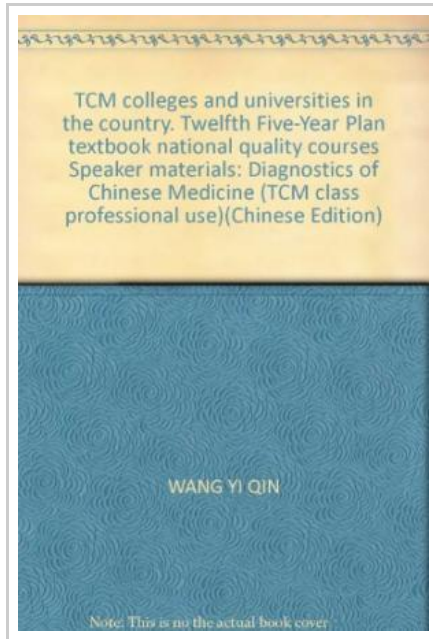 TCM colleges and universities in
the country. Twelfth Five-Year Plan
textbook national quality courses
Speaker materials: Diagnostics of
Chinese Medicine (TCM class
professional use)(Chinese Edition)
WANG YI QIN
Note: This is no the actual book cover